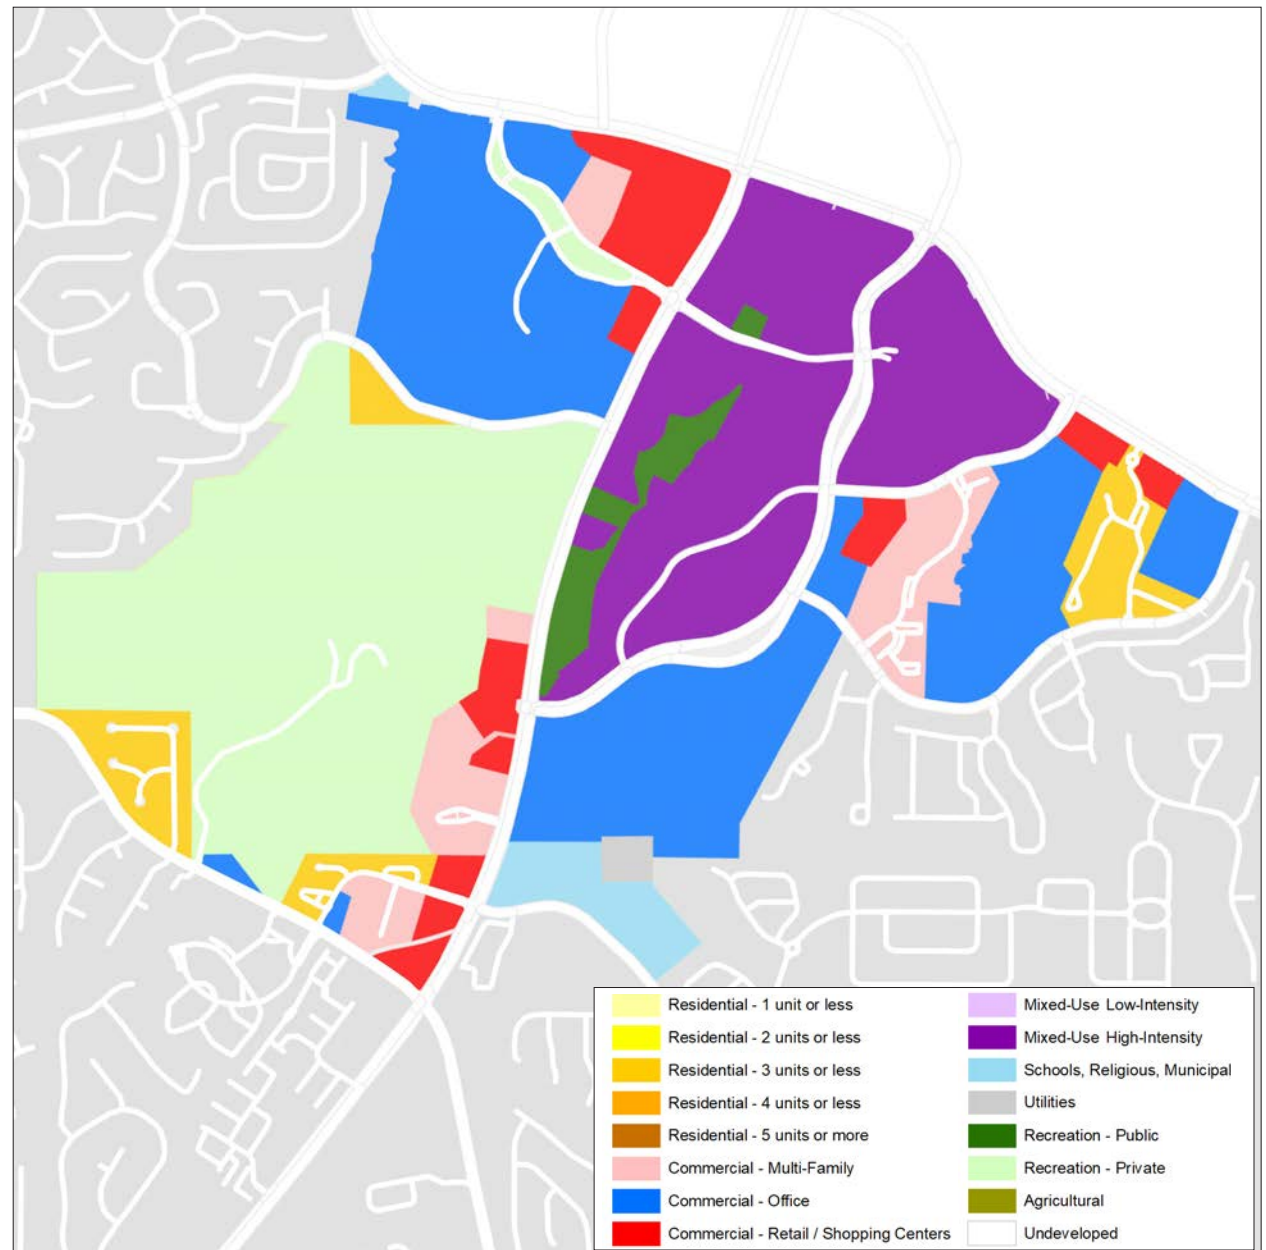 Residential - 1 unit or less
Residential - 2 units or less
Residential - 3 units or less
Residential - 4 units or less
Residential - 5 units or more
Commercial - Multi-Family
Commercial - Office
Commercial - Retail / Shopping Centers
Mixed-Use Low-Intensity
Mixed-Use High-Intensity
Schools, Religious, Municipal
Utilities
Recreation - Public
Recreation - Private
Agricultural
Undeveloped